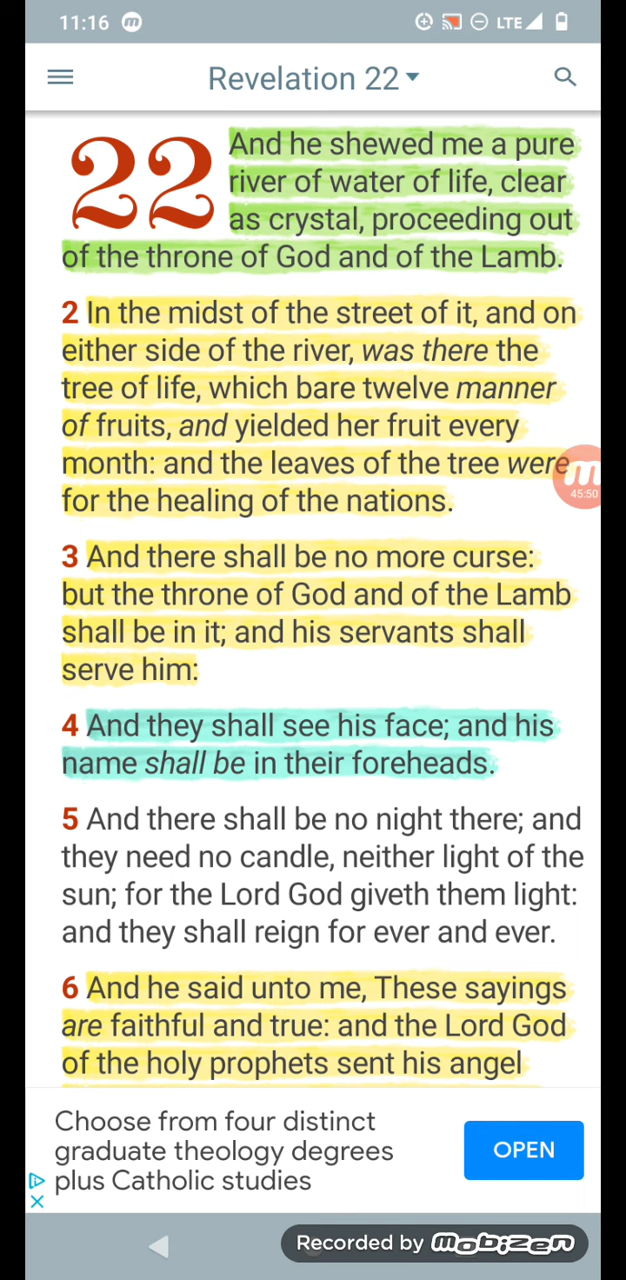 11:16 m LTE
Revelation 22
22 And he shewed me a pure
river of water of life, clear
as crystal, proceeding out
of the throne of God and of the Lamb.
2 In the midst of the street of it, and on
either side of the river, was there the
tree of life, which bare twelve manner
of fruits, and yielded her fruit every
month: and the leaves of the tree were
for the healing of the nations.
m
45:50
3 And there shall be no more curse:
but the throne of God and of the Lamb
shall be in it; and his servants shall
serve him:
4 And they shall see his face; and his
name shall be in their foreheads.
5 And there shall be no night there; and
they need no candle, neither light of the
sun; for the Lord God giveth them light:
and they shall reign for ever and ever.
6 And he said unto me, These sayings
are faithful and true: and the Lord God
of the holy prophets sent his angel
Choose from four distinct
graduate theology degrees
plus Catholic studies
OPEN
Recorded by mobizen